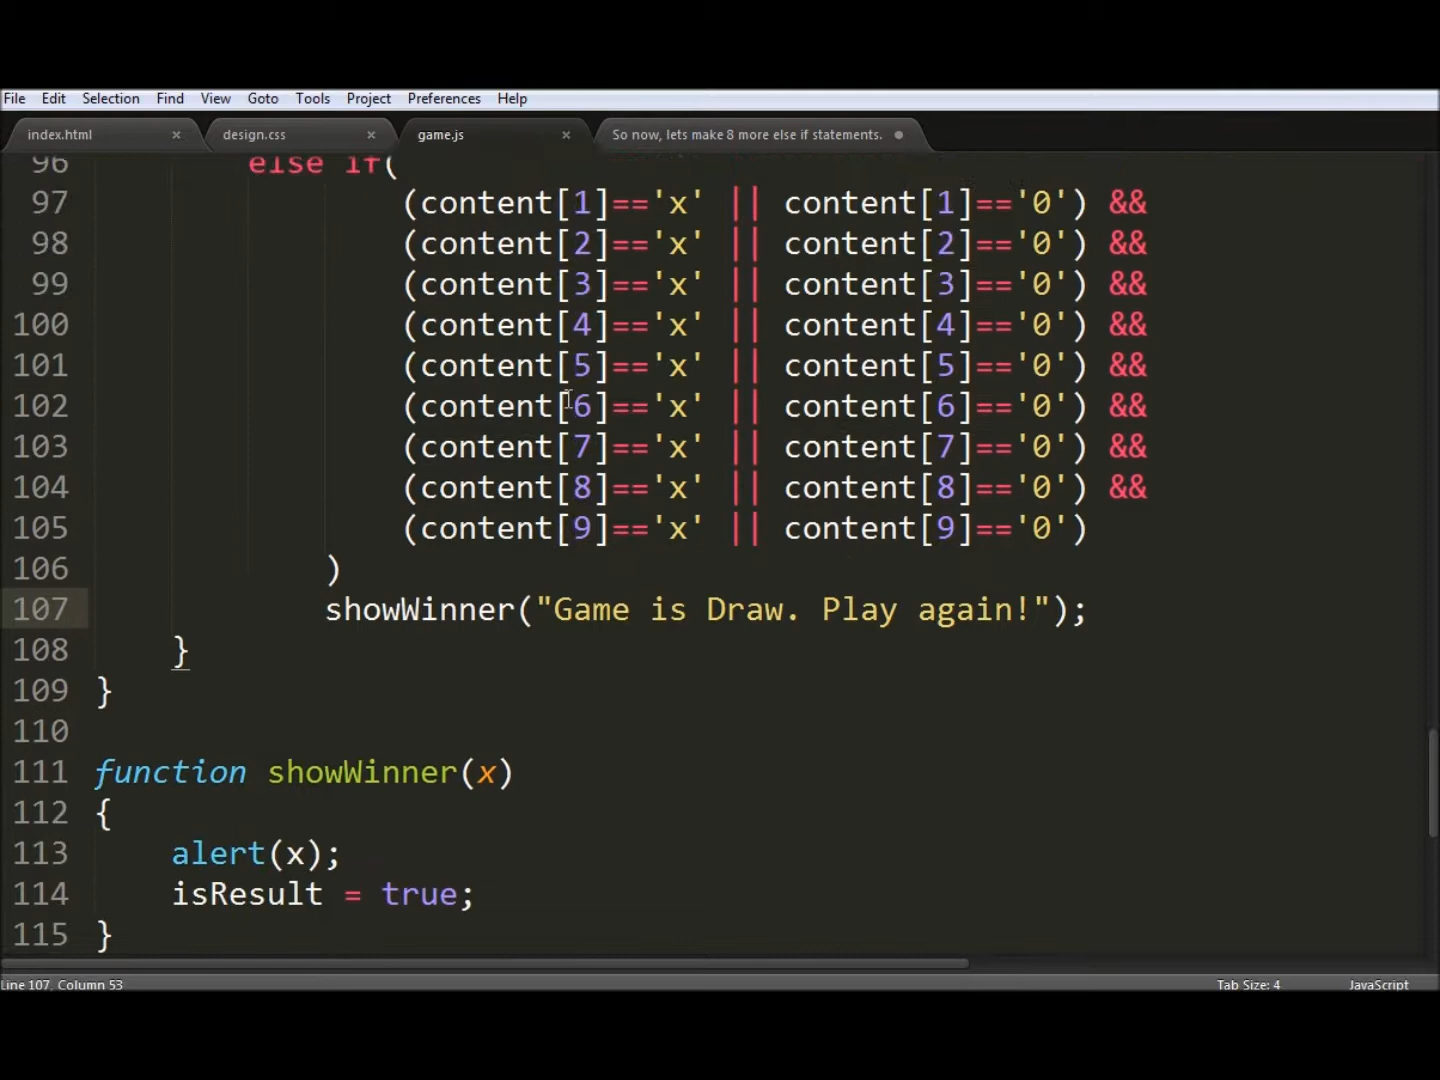 File Edit Selection Find View Goto Tools Project Preferences Help
index.html × design.css × game.js × So now, lets make 8 more else if statements.
96 else if(
97 (content[1]=='x' || content[1]=='0') &&
98 (content[2]=='x' || content[2]=='0') &&
99 (content[3]=='x' || content[3]=='0') &&
100 (content[4]=='x' || content[4]=='0') &&
101 (content[5]=='x' || content[5]=='0') &&
102 (content[6]=='x' || content[6]=='0') &&
103 (content[7]=='x' || content[7]=='0') &&
104 (content[8]=='x' || content[8]=='0') &&
105 (content[9]=='x' || content[9]=='0')
106 )
107 showWinner("Game is Draw. Play again!");
108 }
109 }
110
111 function showWinner(x)
112 {
113 alert(x);
114 isResult = true;
115 }
Line 107, Column 53 Tab Size: 4 JavaScript